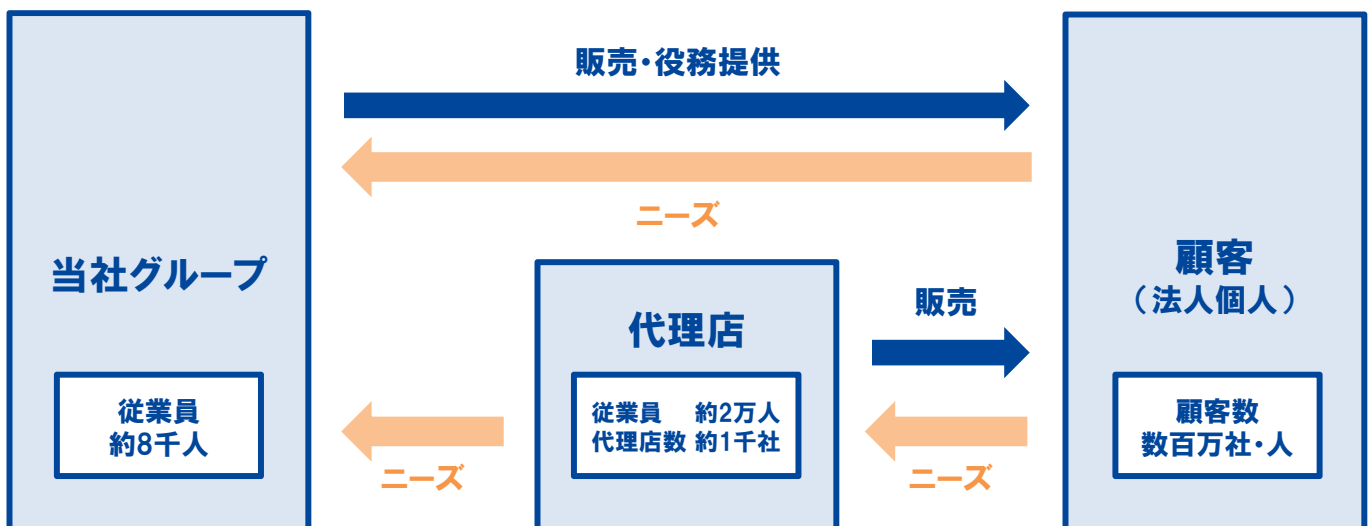 販売・役務提供
ニーズ
当社グループ
従業員
約8千人
代理店
従業員 約2万人
代理店数 約1千社
販売
ニーズ
ニーズ
顧客
（法人個人）
顧客数
数百万社・人